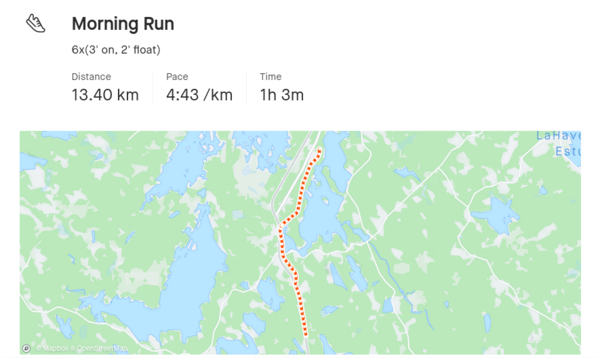 Morning Run
6x(3' on, 2' float)
Distance Pace Time
13.40 km 4:43 /km 1h 3m
LaHave
Estu
© Mapbox © OpenStreetMap